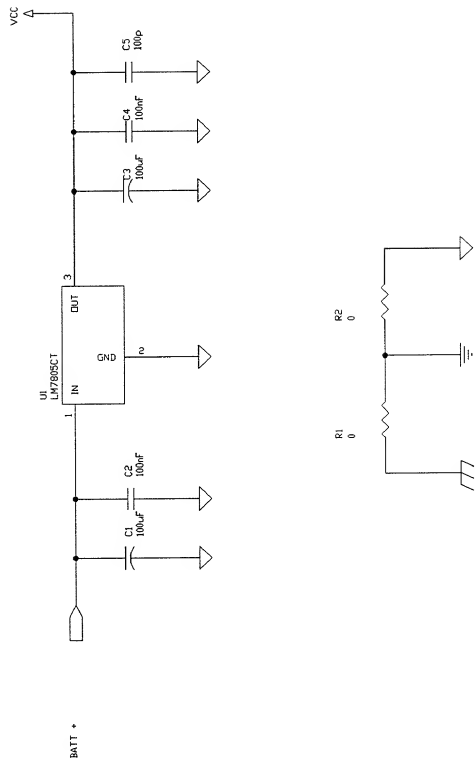 BATT +
C1
100uF
C2
100nF
U1
LM7805CT
1
IN
GND
2
OUT
3
C3
100uF
C4
100nF
C5
100p
VCC
R1
0
R2
0